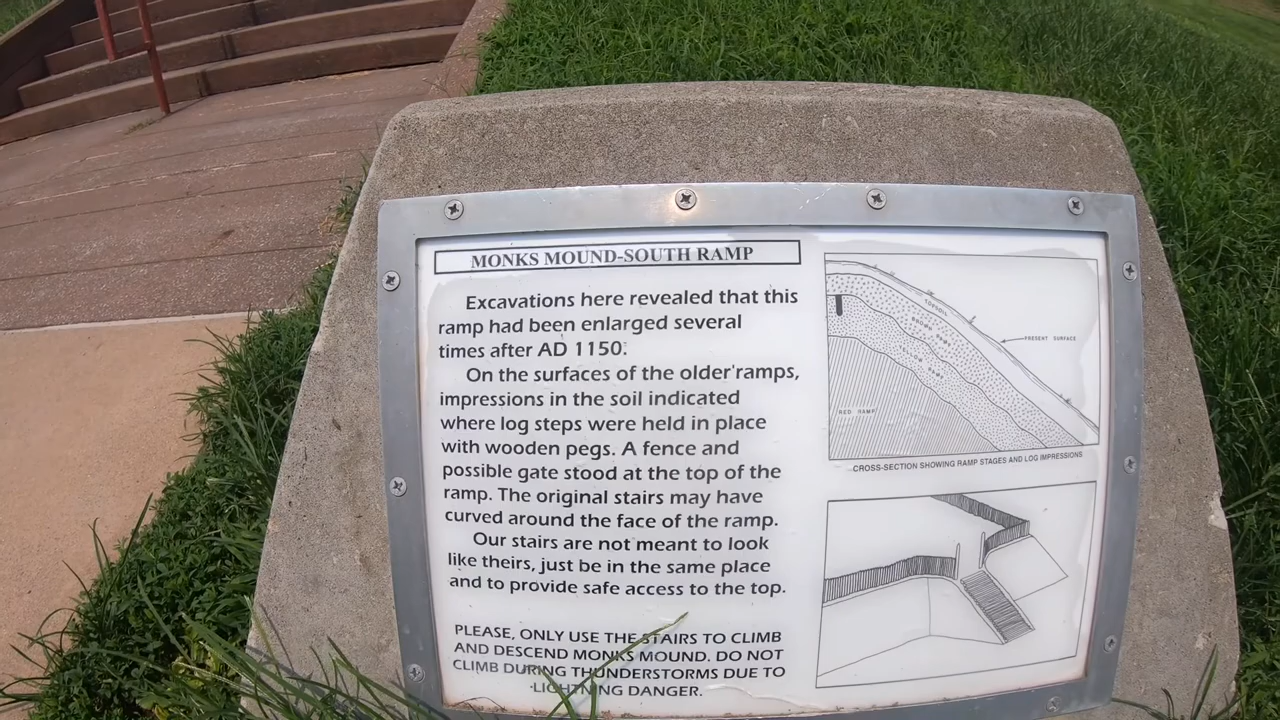 MONKS MOUND-SOUTH RAMP
Excavations here revealed that this
ramp had been enlarged several
times after AD 1150.
On the surfaces of the older ramps,
impressions in the soil indicated
where log steps were held in place
with wooden pegs. A fence and
possible gate stood at the top of the
ramp. The original stairs may have
curved around the face of the ramp.
Our stairs are not meant to look
like theirs, just be in the same place
and to provide safe access to the top.
PLEASE, ONLY USE THE STAIRS TO CLIMB
AND DESCEND MONKS MOUND. DO NOT
CLIMB DURING THUNDERSTORMS DUE TO
LIGHTNING DANGER.
TOPSOIL
BROWN RAMP
PRESENT SURFACE
RAMP
RED RAMP
CROSS-SECTION SHOWING RAMP STAGES AND LOG IMPRESSIONS